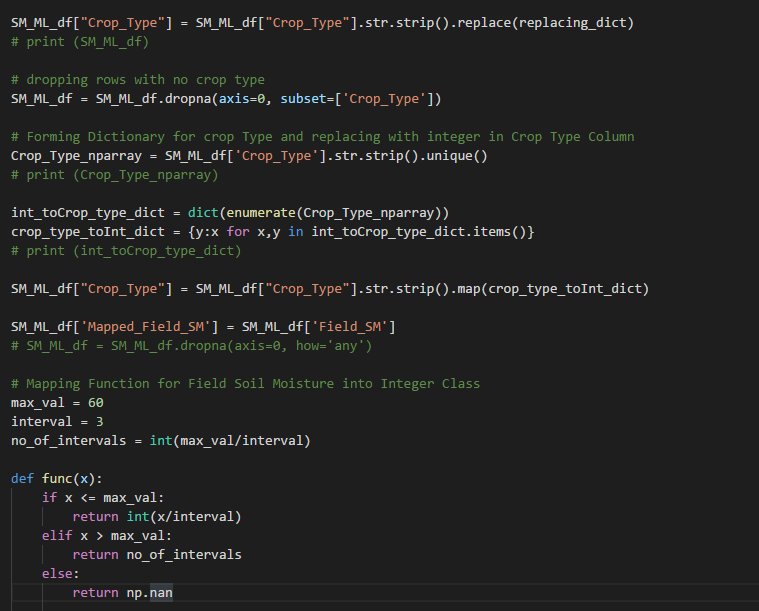 SM_ML_df["Crop_Type"] = SM_ML_df["Crop_Type"].str.strip().replace(replacing_dict)
# print (SM_ML_df)
# dropping rows with no crop type
SM_ML_df = SM_ML_df.dropna(axis=0, subset=['Crop_Type'])
# Forming Dictionary for crop Type and replacing with integer in Crop Type Column
Crop_Type_nparray = SM_ML_df['Crop_Type'].str.strip().unique()
# print (Crop_Type_nparray)
int_toCrop_type_dict = dict(enumerate(Crop_Type_nparray))
crop_type_toInt_dict = {y:x for x,y in int_toCrop_type_dict.items()}
# print (int_toCrop_type_dict)
SM_ML_df["Crop_Type"] = SM_ML_df["Crop_Type"].str.strip().map(crop_type_toInt_dict)
SM_ML_df['Mapped_Field_SM'] = SM_ML_df['Field_SM']
# SM_ML_df = SM_ML_df.dropna(axis=0, how='any')
# Mapping Function for Field Soil Moisture into Integer Class
max_val = 60
interval = 3
no_of_intervals = int(max_val/interval)
def func(x):
    if x <= max_val:
        return int(x/interval)
    elif x > max_val:
        return no_of_intervals
    else:
        return np.nan